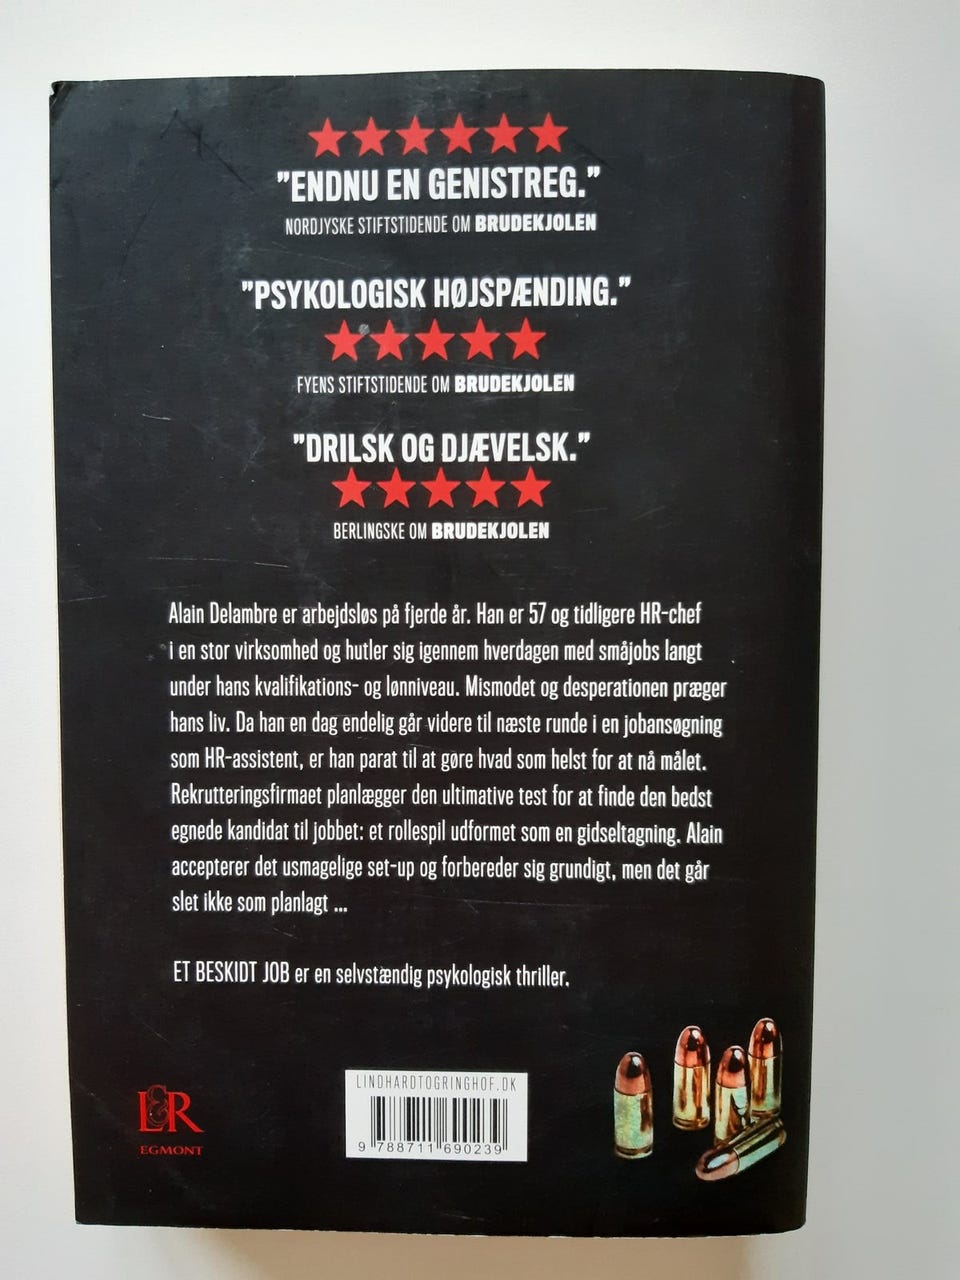 "ENDNU EN GENISTREG."
NORDJYSKE STIFTSTIDENDE OM BRUDEKJOLEN
"PSYKOLOGISK HØJSPÆNDING."
FYENS STIFTSTIDENDE OM BRUDEKJOLEN
"DRILSK OG DJÆVELSK."
BERLINGSKE OM BRUDEKJOLEN
Alain Delambre er arbejdsløs på fjerde år. Han er 57 og tidligere HR-chef
i en stor virksomhed og hutler sig igennem hverdagen med småjobs langt
under hans kvalifikations- og lønniveau. Mismodet og desperationen præger
hans liv. Da han en dag endelig går videre til næste runde i en jobansøgning
som HR-assistent, er han parat til at gøre hvad som helst for at nå målet.
Rekrutteringsfirmaet planlægger den ultimative test for at finde den bedst
egnede kandidat til jobbet: et rollespil udformet som en gidseltagning. Alain
accepterer det usmagelige set-up og forbereder sig grundigt, men det går
slet ikke som planlagt ...
ET BESKIDT JOB er en selvstændig psykologisk thriller.
L&R
EGMONT
LINDHARDTOGRINGHOF.DK
9 788711 690239